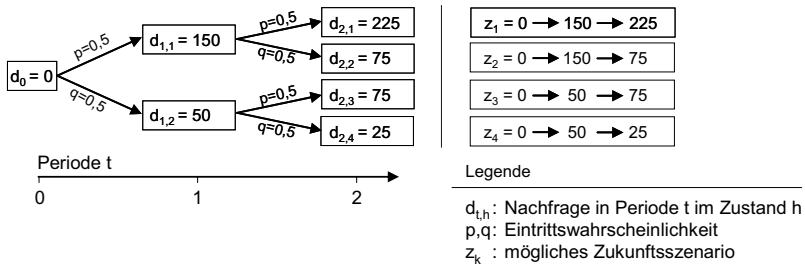 d0 = 0
p=0,5
q=0,5
d1,1 = 150
d1,2 = 50
p=0,5
q=0,5
p=0,5
q=0,5
d2,1 = 225
d2,2 = 75
d2,3 = 75
d2,4 = 25
z1 = 0 → 150 → 225
z2 = 0 → 150 → 75
z3 = 0 → 50 → 75
z4 = 0 → 50 → 25
Periode t
0 1 2
Legende
dt,h : Nachfrage in Periode t im Zustand h
p,q : Eintrittswahrscheinlichkeit
zk : mögliches Zukunftsszenario